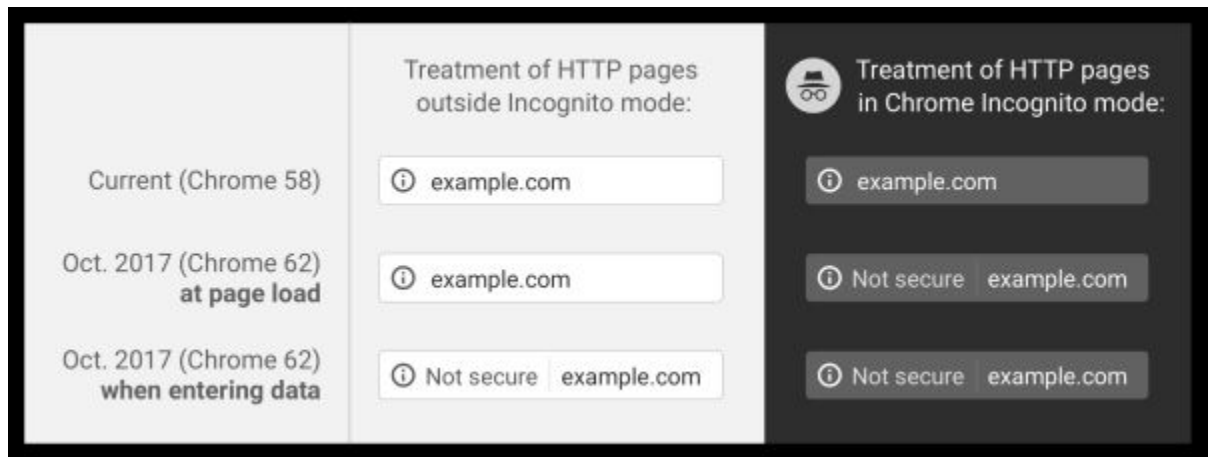 Treatment of HTTP pages
outside Incognito mode:
Treatment of HTTP pages
in Chrome Incognito mode:
Current (Chrome 58)
example.com
example.com
Oct. 2017 (Chrome 62)
at page load
example.com
Not secure example.com
Oct. 2017 (Chrome 62)
when entering data
Not secure example.com
Not secure example.com